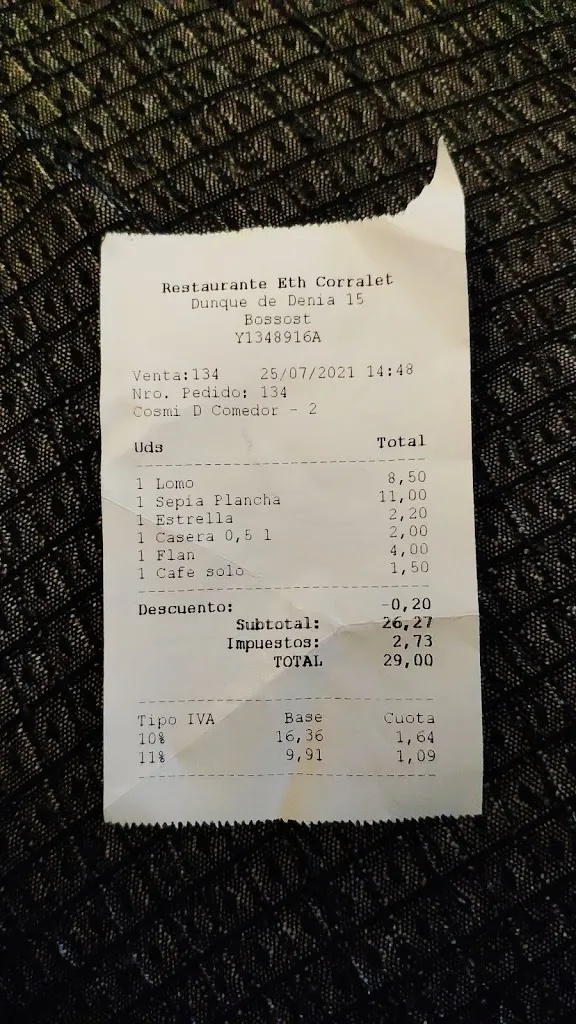 Restaurante Eth Corralet
Dunque de Denia 15
Bossost
Y1348916A
Venta:134 25/07/2021 14:48
Nro. Pedido: 134
Cosmi D Comedor - 2
Uds Total
1 Lomo 8,50
1 Sepia Plancha 11,00
1 Estrella 2,20
1 Casera 0,5 l 2,00
1 Flan 4,00
1 Cafe solo 1,50
Descuento: -0,20
Subtotal: 26,27
Impuestos: 2,73
TOTAL 29,00
Tipo IVA Base Cuota
10% 16,36 1,64
11% 9,91 1,09